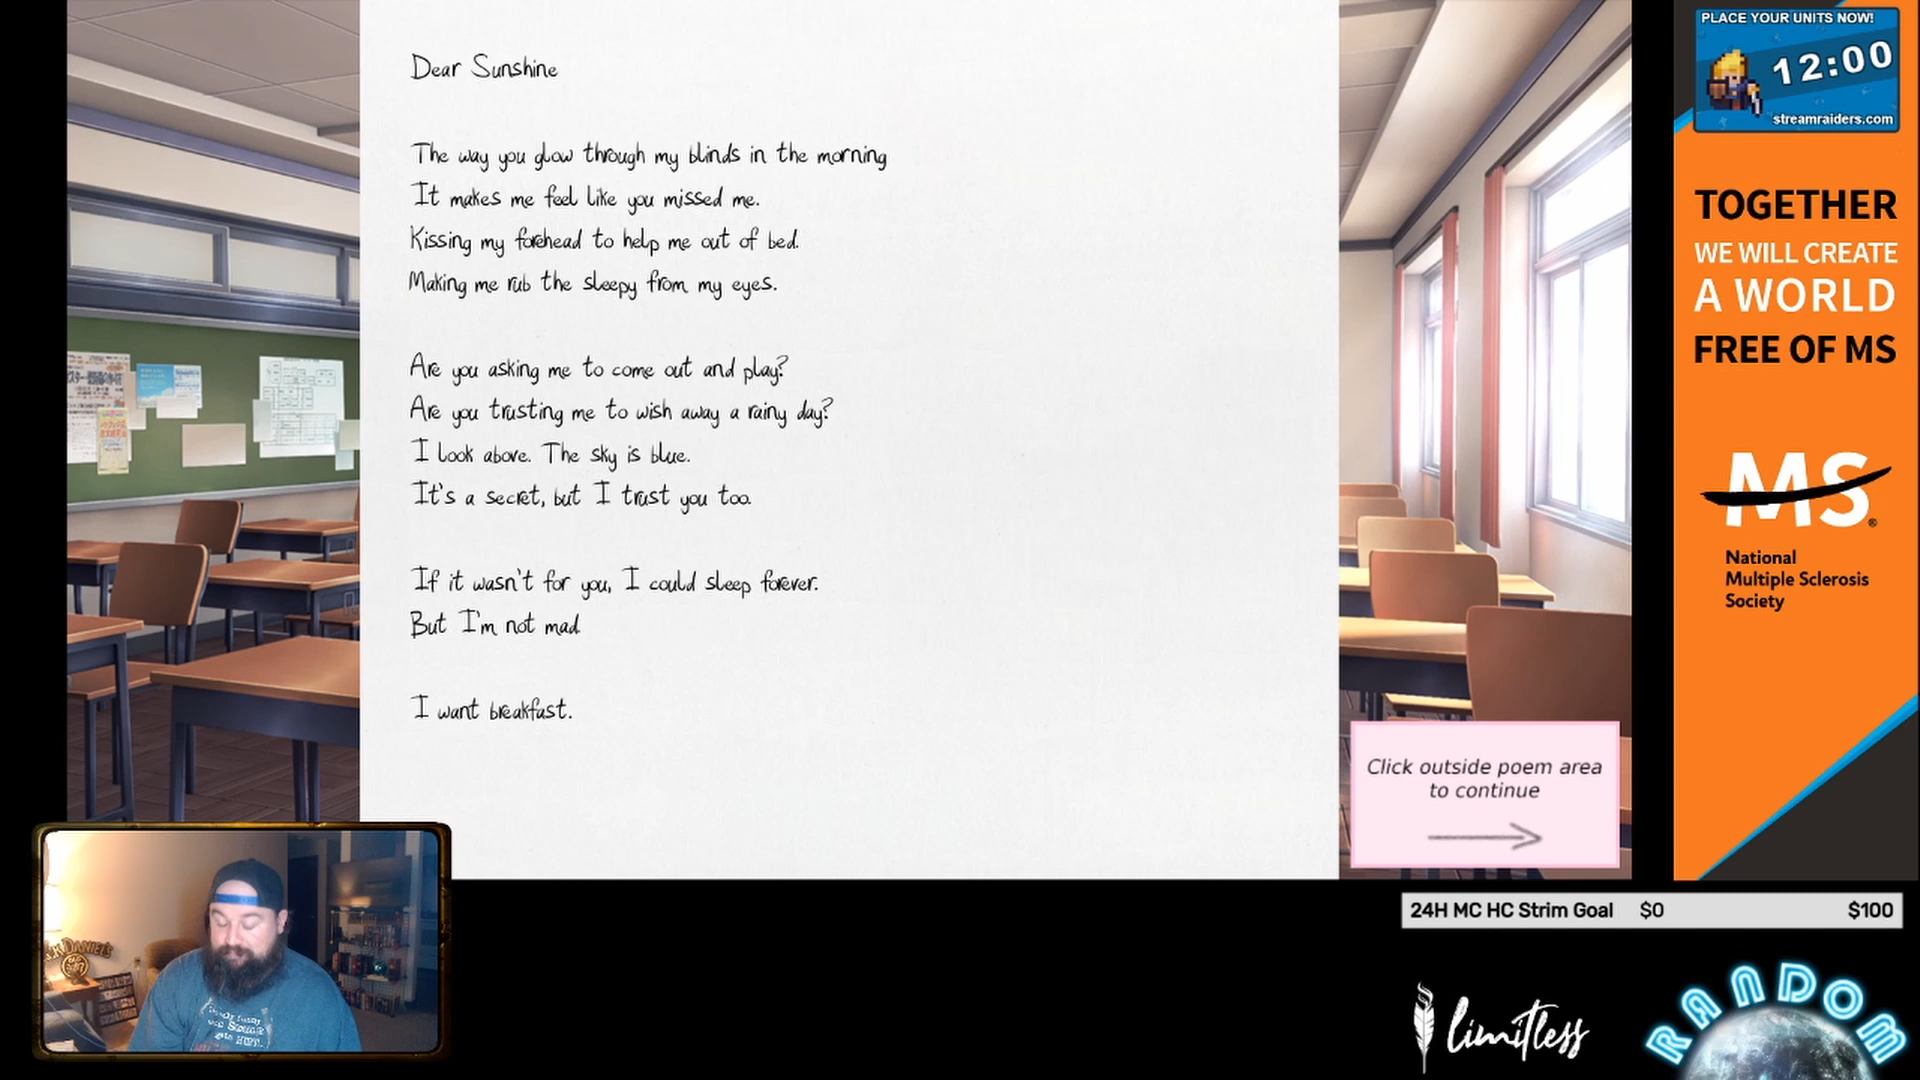 Dear Sunshine
The way you glow through my blinds in the morning
It makes me feel like you missed me.
Kissing my forehead to help me out of bed.
Making me rub the sleepy from my eyes.
Are you asking me to come out and play?
Are you trusting me to wish away a rainy day?
I look above. The sky is blue.
It's a secret, but I trust you too.
If it wasn't for you, I could sleep forever.
But I'm not mad.
I want breakfast.
Click outside poem area
to continue
PLACE YOUR UNITS NOW!
12:00
streamraiders.com
TOGETHER
WE WILL CREATE
A WORLD
FREE OF MS
MS®
National
Multiple Sclerosis
Society
24H MC HC Strim Goal $0 $100
limitless
RANDOM
DANIEL'S